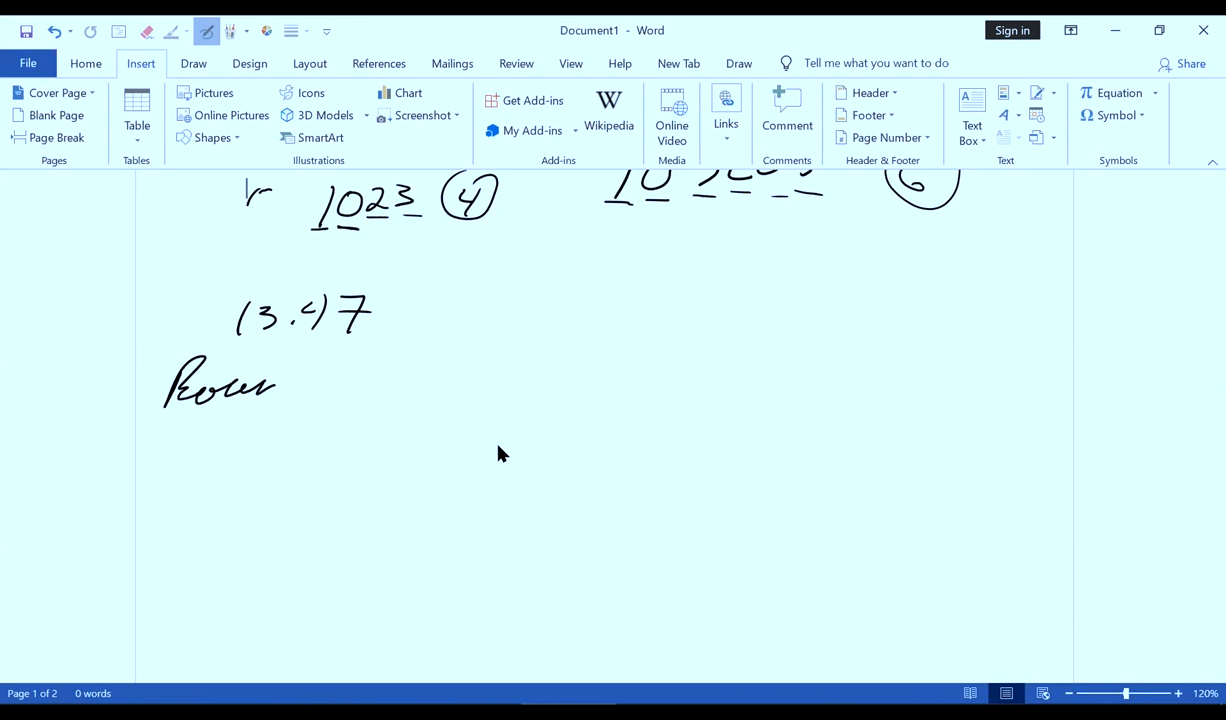 Document1 - Word
Sign in
File Home Insert Draw Design Layout References Mailings Review View Help New Tab Draw Tell me what you want to do Share
Cover Page
Blank Page
Page Break
Pages
Table
Tables
Pictures
Online Pictures
Shapes
Icons
3D Models
SmartArt
Chart
Screenshot
Illustrations
Get Add-ins
My Add-ins
Wikipedia
Add-ins
Online Video
Media
Links
Comment
Comments
Header
Footer
Page Number
Header & Footer
Text Box
Text
Equation
Symbol
Symbols
1023 4
(3.4) 7
Page 1 of 2 0 words 120%